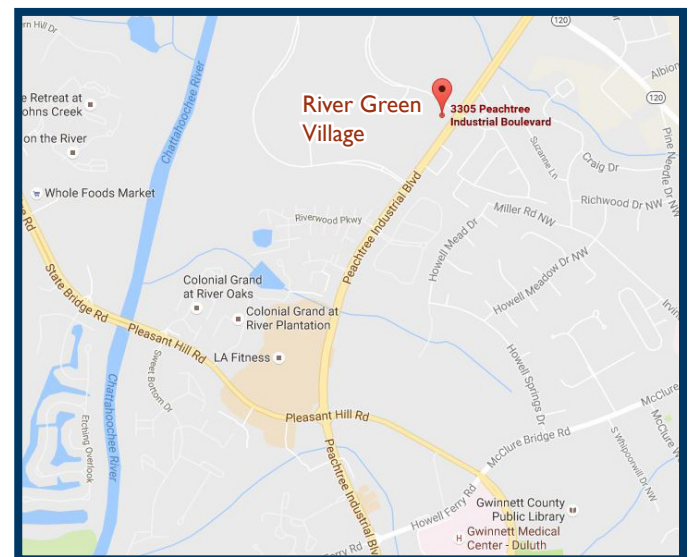 rn Hill Dr
120
Albion
e Retreat at
ohns Creek
120
River Green
Village
3305 Peachtree
Industrial Boulevard
Chattahoochee River
on the River
Suzanne Ln
Craig Dr
Pine Needle Dr NW
Whole Foods Market
Richwood Dr NW
Miller Rd NW
Riverwood Pkwy
Peachtree Industrial Blvd
Howell Mead Dr
Howell Meadow Dr NW
ge Rd
State Bridge Rd
Colonial Grand
at River Oaks
Colonial Grand at
River Plantation
Irvin
Pleasant Hill Rd
LA Fitness
Sweet Bottom Dr
Howell Springs Dr
McClure
Chattahoochee River
Etching Overlook
Pleasant Hill Rd
McClure Bridge Rd
S Whipoorwill Dr NW
McClure W
Peachtree Industrial Blv
Howell Ferry Rd
Gwinnett County
Public Library
H
Gwinnett Medical
Center - Duluth
rry Rd